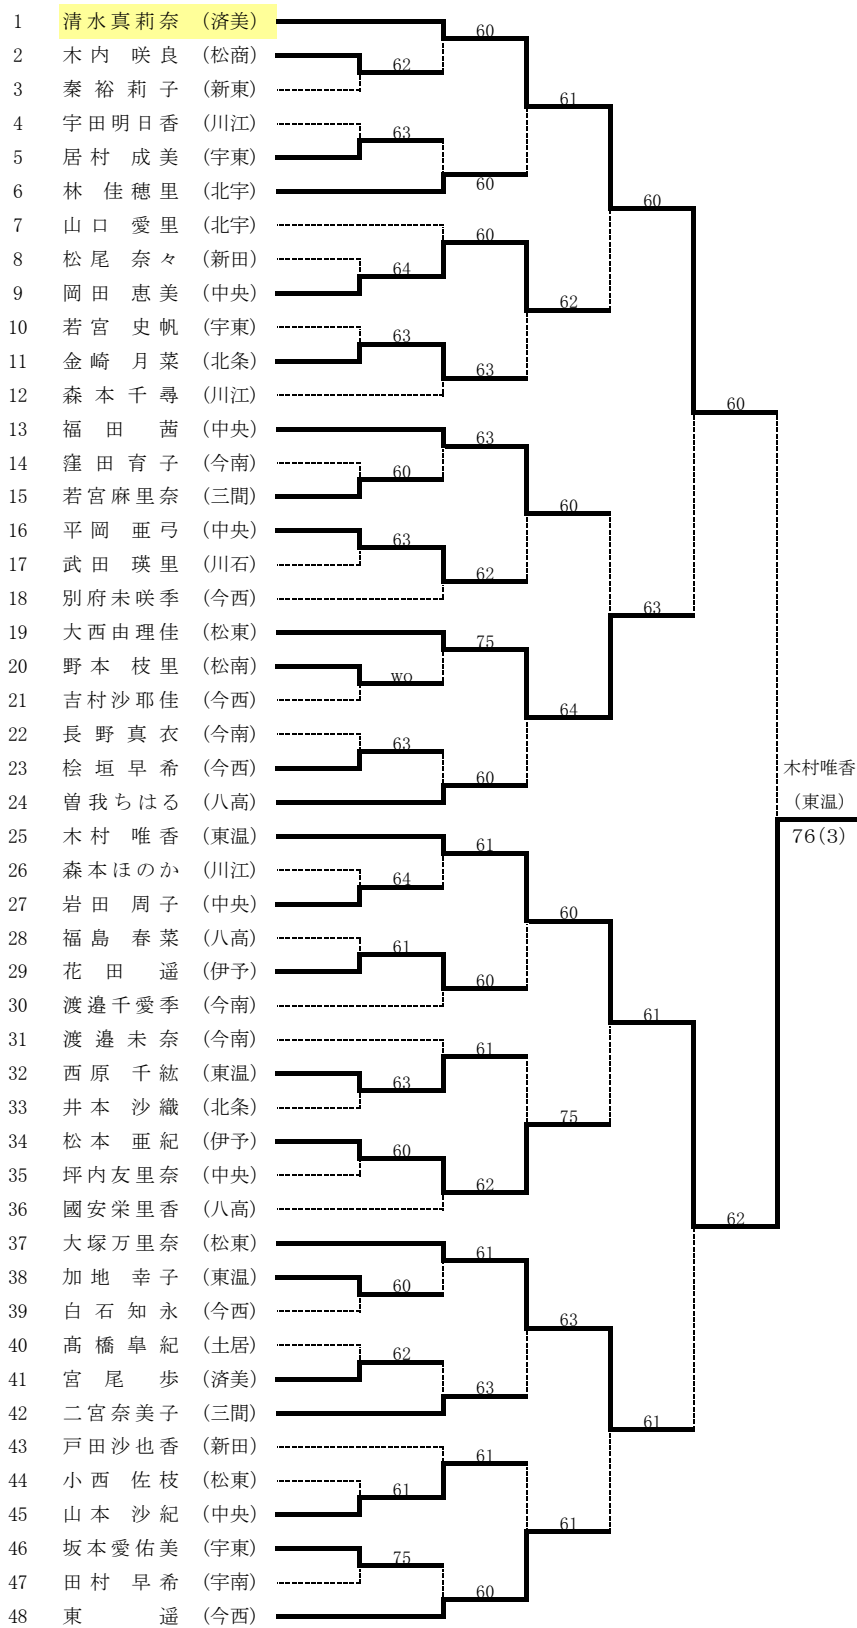 1 清水真莉奈 (済美)
60
2 木内 咲良 (松商)
62
3 秦裕莉子 (新東)
61
4 宇田明日香 (川江)
63
5 居村 成美 (宇東)
60
6 林 佳穂里 (北宇)
60
7 山口 愛里 (北宇)
60
8 松尾 奈々 (新田)
64
9 岡田 恵美 (中央)
62
10 若宮 史帆 (宇東)
63
11 金崎 月菜 (北条)
63
12 森本千尋 (川江)
60
13 福田 茜 (中央)
63
14 窪田育子 (今南)
60
15 若宮麻里奈 (三間)
60
16 平岡 亜弓 (中央)
63
17 武田 瑛里 (川石)
62
18 別府未咲季 (今西)
63
19 大西由理佳 (松東)
75
20 野本 枝里 (松南)
wo
21 吉村沙耶佳 (今西)
64
22 長野真衣 (今南)
63
23 桧垣早希 (今西)
60
木村唯香
24 曽我ちはる (八高)
(東温)
25 木村 唯香 (東温)
61
76(3)
26 森本ほのか (川江)
64
27 岩田 周子 (中央)
60
28 福島 春菜 (八高)
61
29 花田 遥 (伊予)
60
30 渡邉千愛季 (今南)
61
31 渡邉未奈 (今南)
61
32 西原 千紘 (東温)
63
33 井本 沙織 (北条)
75
34 松本 亜紀 (伊予)
60
35 坪内友里奈 (中央)
62
36 國安栄里香 (八高)
62
37 大塚万里奈 (松東)
61
38 加地 幸子 (東温)
60
39 白石知永 (今西)
63
40 髙橋皐紀 (土居)
62
41 宮尾 歩 (済美)
63
42 二宮奈美子 (三間)
61
43 戸田沙也香 (新田)
61
44 小西 佐枝 (松東)
61
45 山本 沙紀 (中央)
61
46 坂本愛佑美 (宇東)
75
47 田村 早希 (宇南)
60
48 東 遥 (今西)